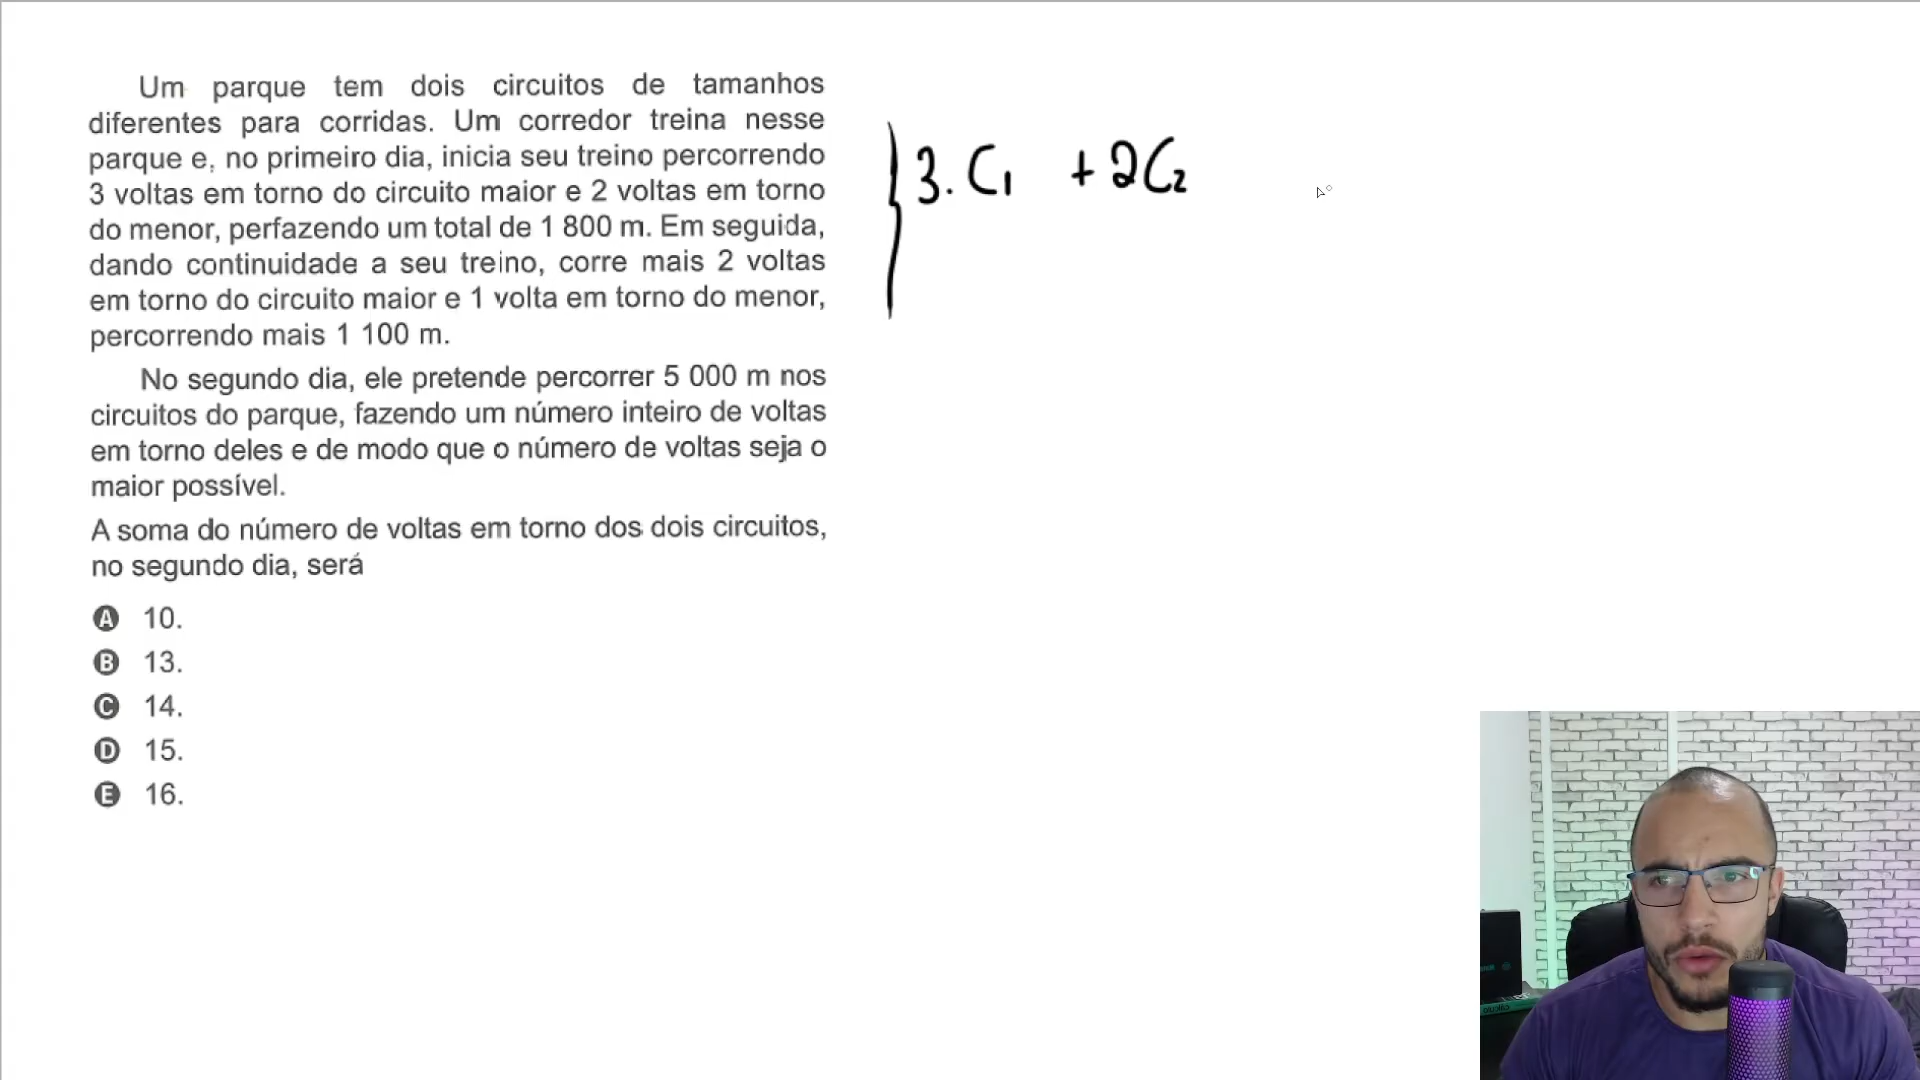 Um parque tem dois circuitos de tamanhos
diferentes para corridas. Um corredor treina nesse
parque e, no primeiro dia, inicia seu treino percorrendo
3 voltas em torno do circuito maior e 2 voltas em torno
do menor, perfazendo um total de 1 800 m. Em seguida,
dando continuidade a seu treino, corre mais 2 voltas
em torno do circuito maior e 1 volta em torno do menor,
percorrendo mais 1 100 m.
No segundo dia, ele pretende percorrer 5 000 m nos
circuitos do parque, fazendo um número inteiro de voltas
em torno deles e de modo que o número de voltas seja o
maior possível.
A soma do número de voltas em torno dos dois circuitos,
no segundo dia, será
A 10.
B 13.
C 14.
D 15.
E 16.
3. C1 + 2C2